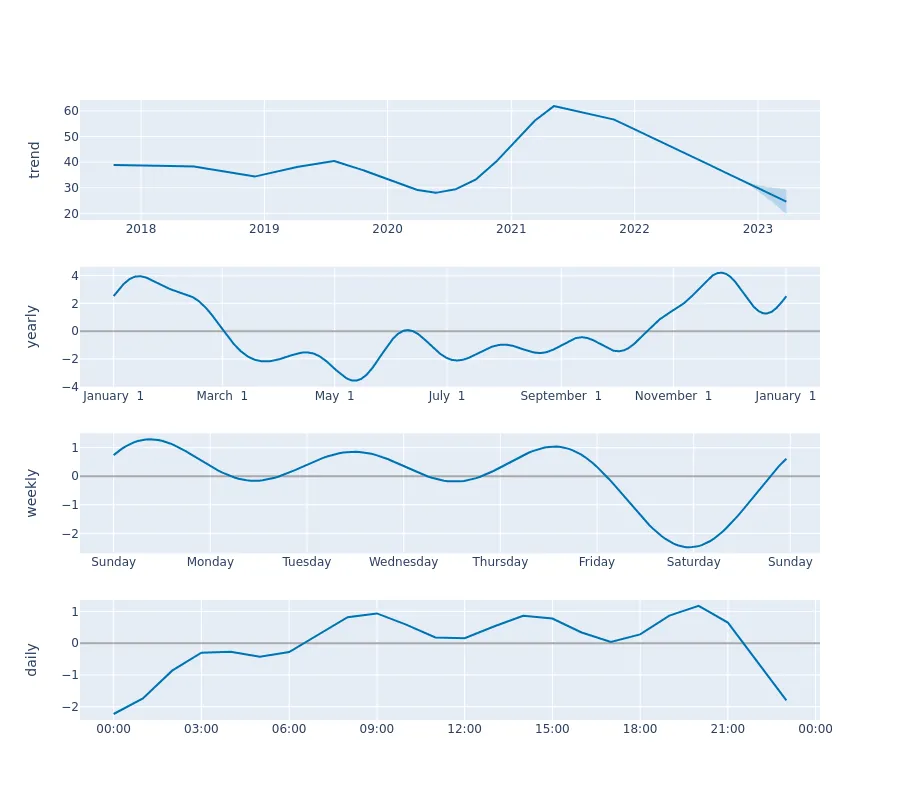 trend
60
50
40
30
20
2018 2019 2020 2021 2022 2023
yearly
4
2
0
−2
−4
January 1 March 1 May 1 July 1 September 1 November 1 January 1
weekly
1
0
−1
−2
Sunday Monday Tuesday Wednesday Thursday Friday Saturday Sunday
daily
1
0
−1
−2
00:00 03:00 06:00 09:00 12:00 15:00 18:00 21:00 00:00